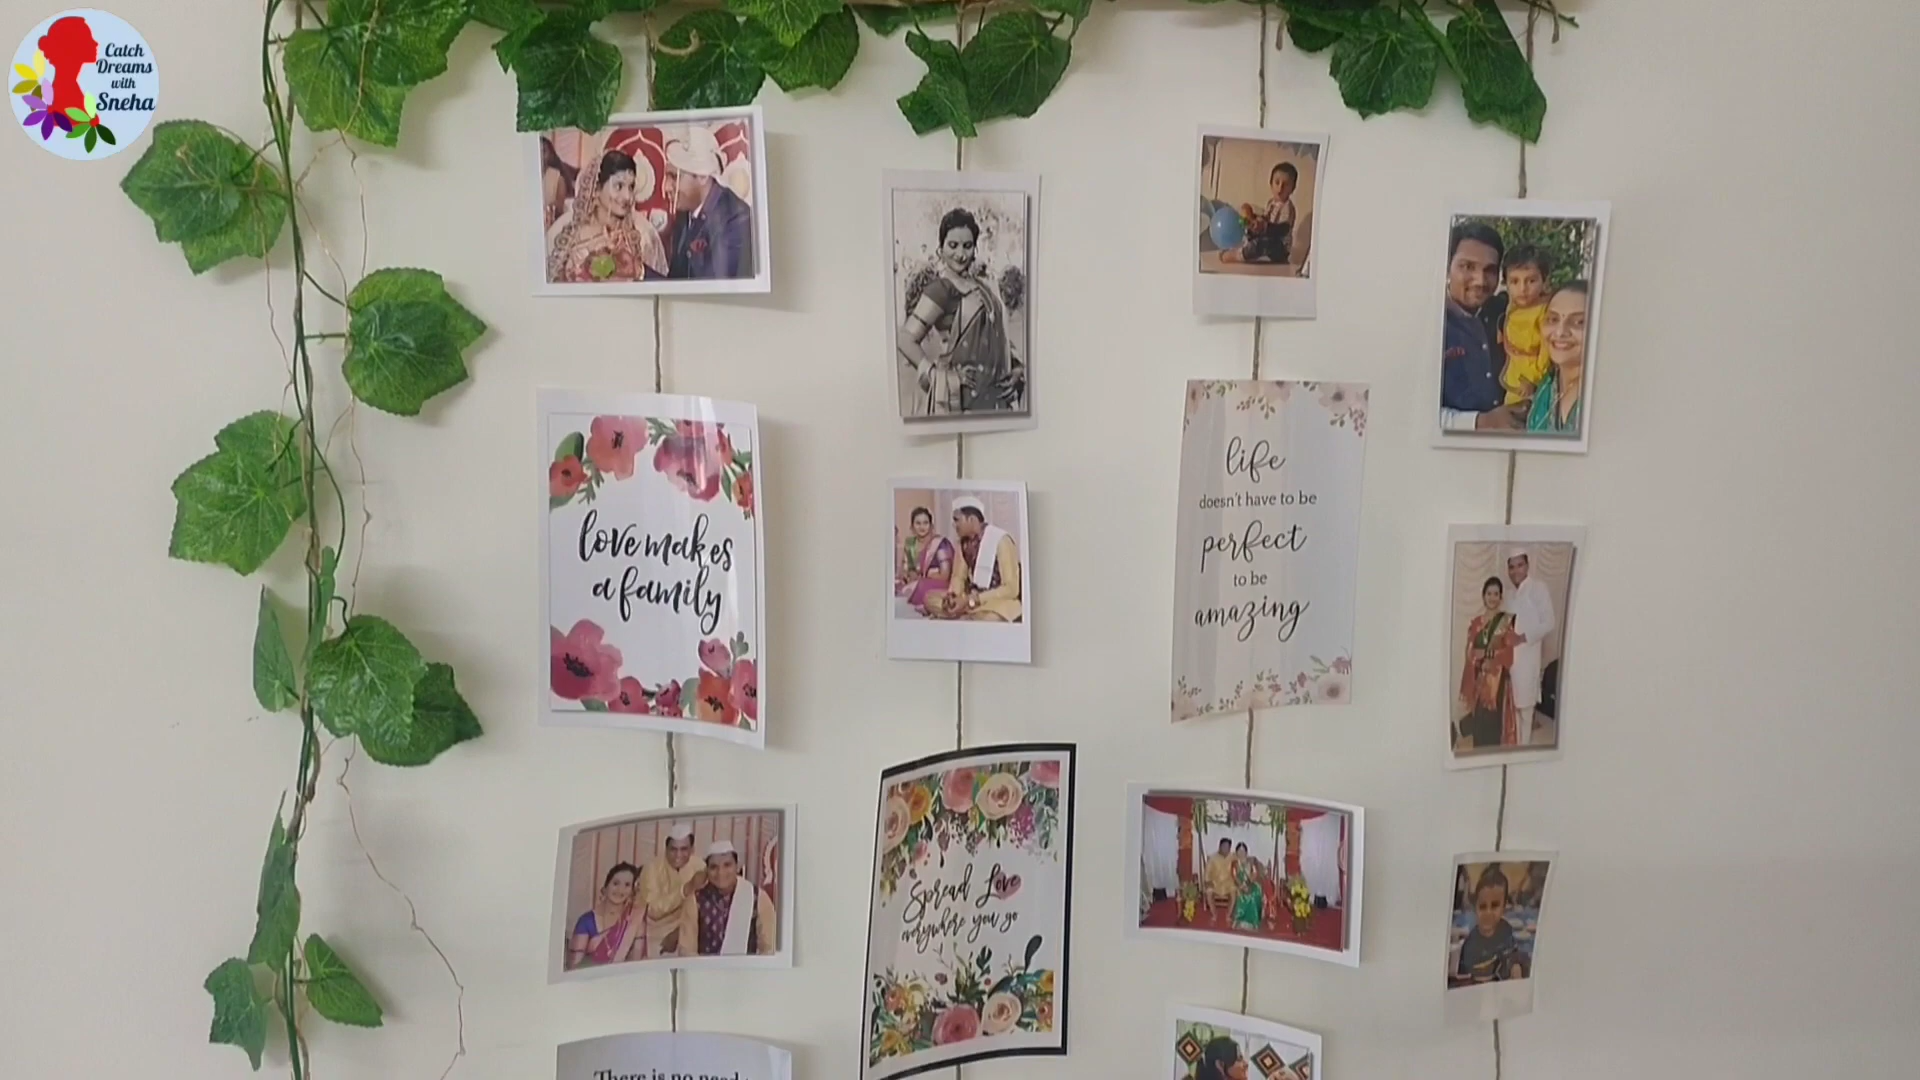 Catch
Dreams
with
Sneha
love makes
a family
life
doesn't have to be
perfect
to be
amazing
Spread Love
everywhere you go
There is no need